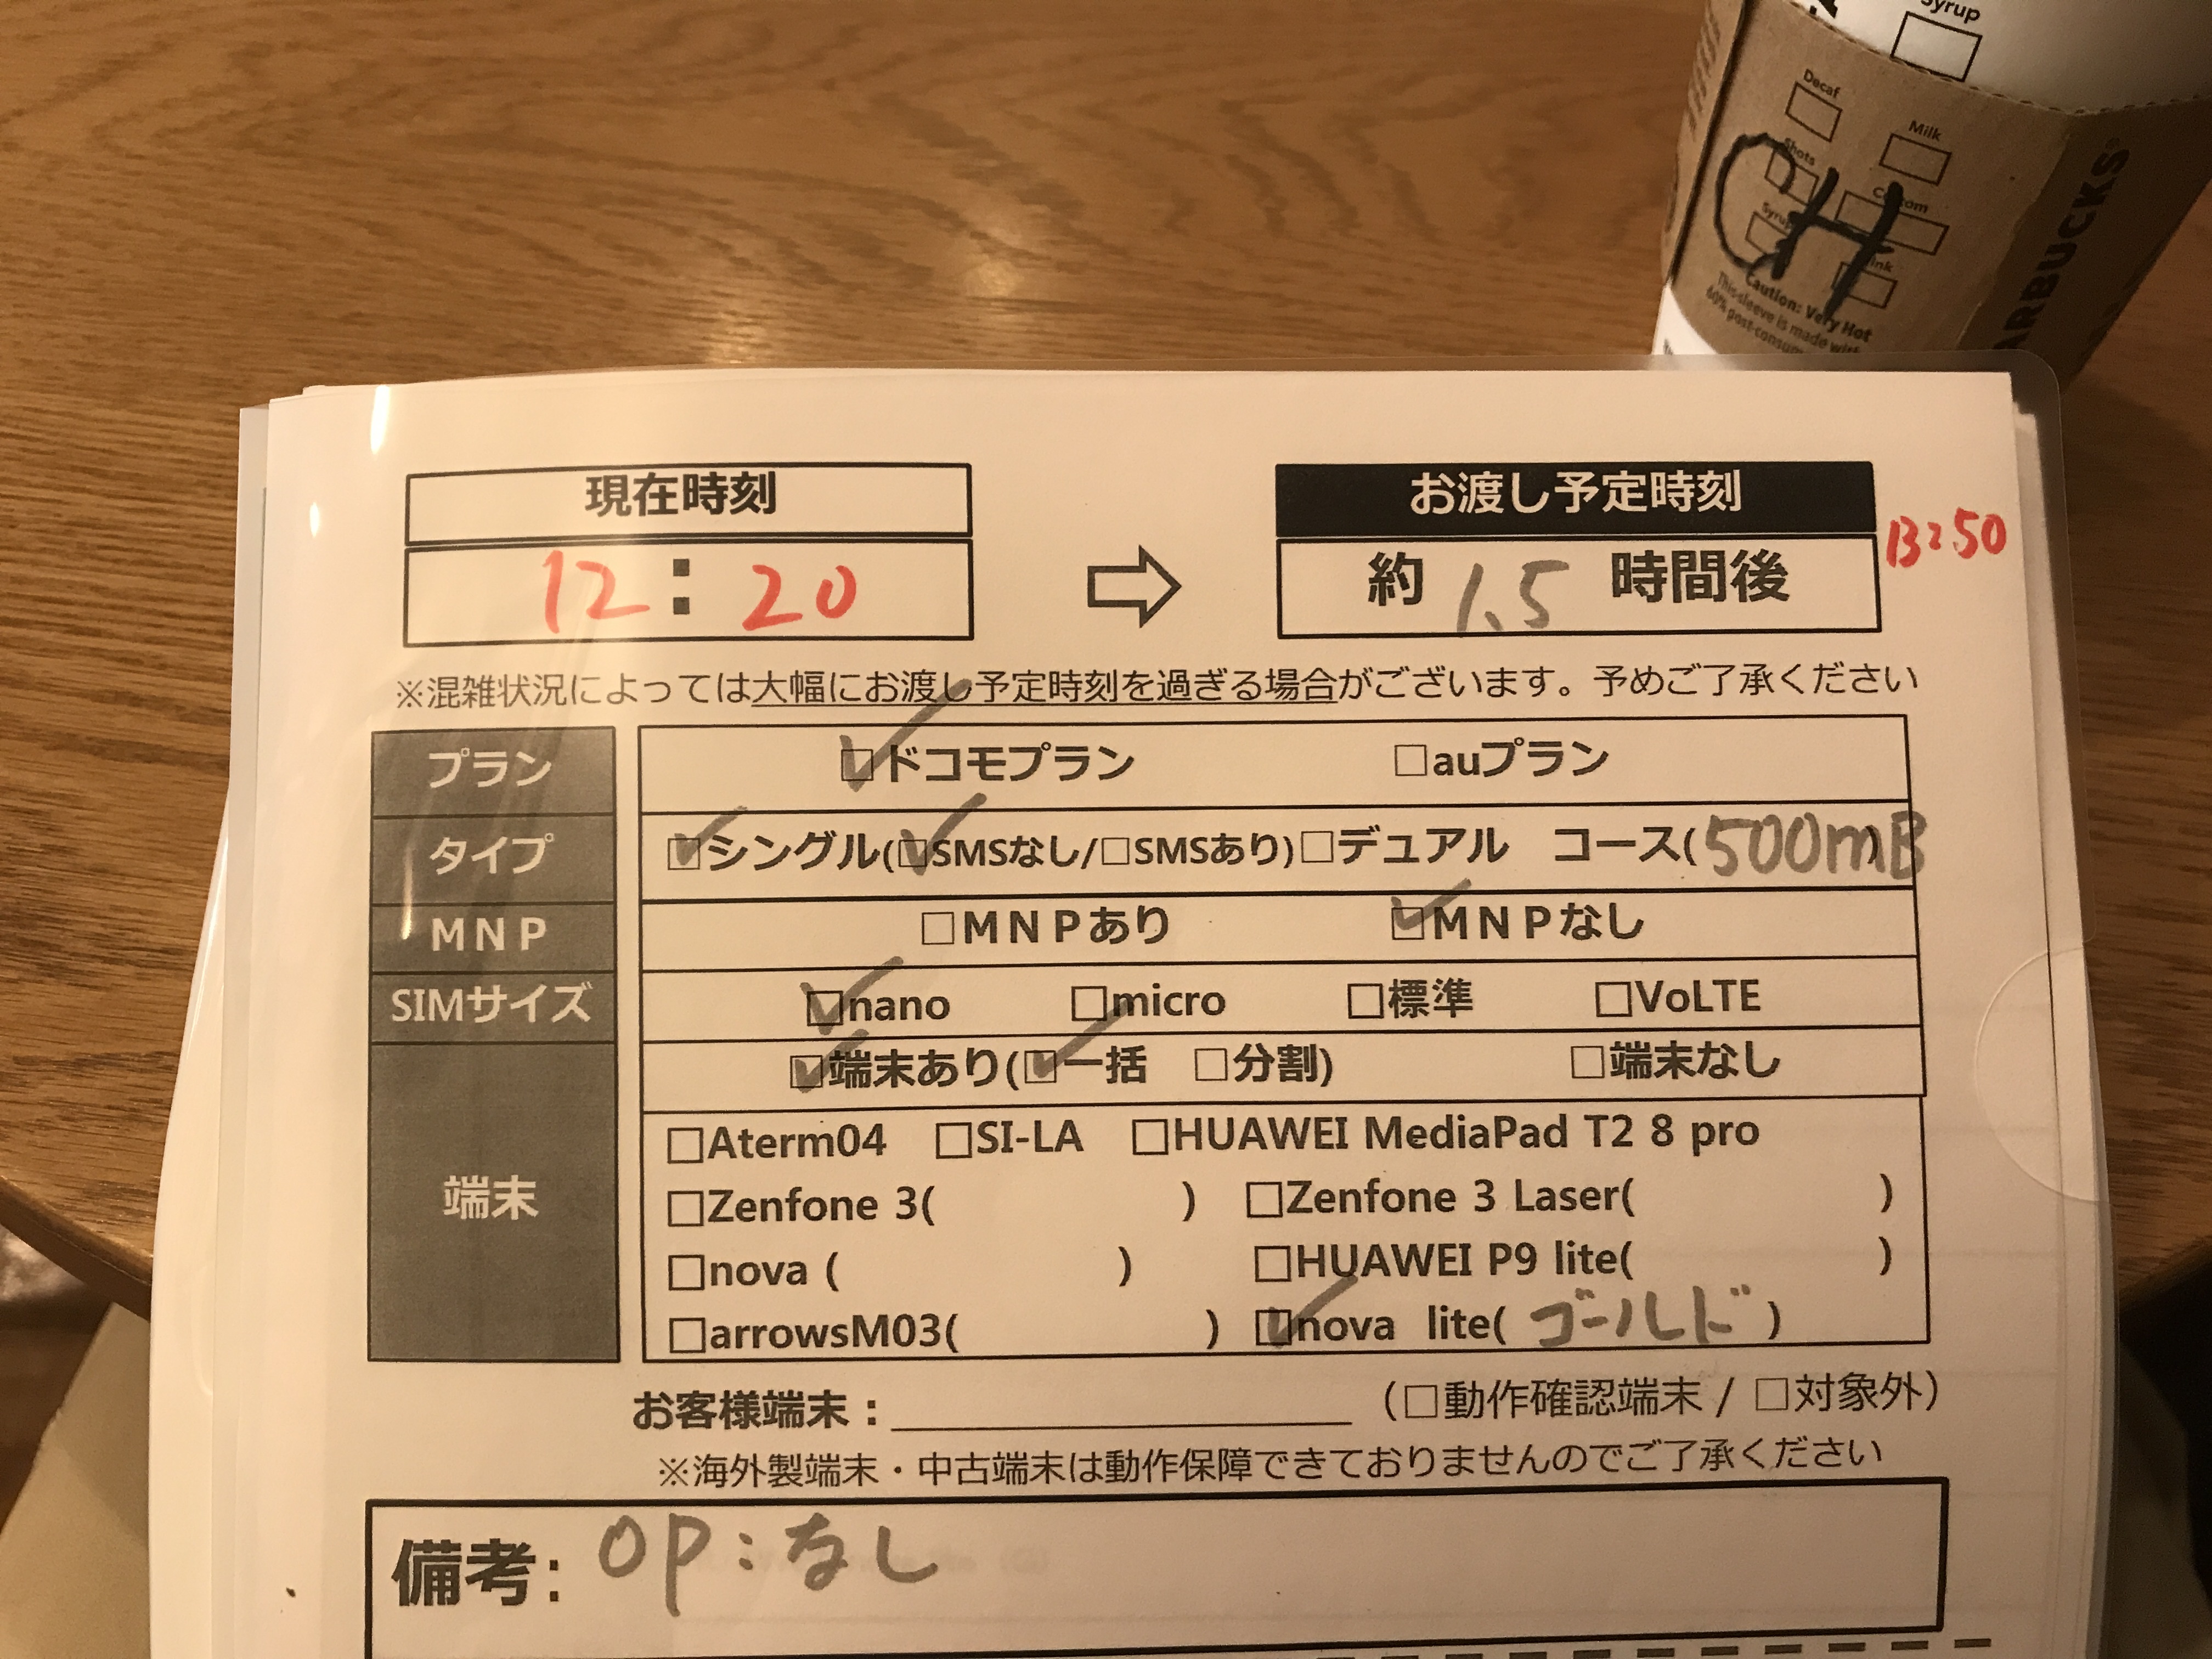 Syrup
Decaf
Milk
Shots
Syrup
CH
Caution: Very Hot
This sleeve is made with
60% post-consum
ARBUCKS
現在時刻
お渡し予定時刻
12:20
⇨
約 1.5 時間後
13:50
※混雑状況によっては大幅にお渡し予定時刻を過ぎる場合がございます。予めご了承ください
プラン
☑ドコモプラン □auプラン
タイプ
☑シングル(☑SMSなし/□SMSあり)□デュアル コース(500mB)
MNP
□MNPあり ☑MNPなし
SIMサイズ
☑nano □micro □標準 □VoLTE
☑端末あり(☑一括 □分割) □端末なし
端末
□Aterm04 □SI-LA □HUAWEI MediaPad T2 8 pro
□Zenfone 3( ) □Zenfone 3 Laser( )
□nova ( ) □HUAWEI P9 lite( )
□arrowsM03( ) ☑nova lite( ゴールド )
お客様端末:＿＿＿＿＿＿ (□動作確認端末 / □対象外)
※海外製端末・中古端末は動作保障できておりませんのでご了承ください
備考: OP:なし